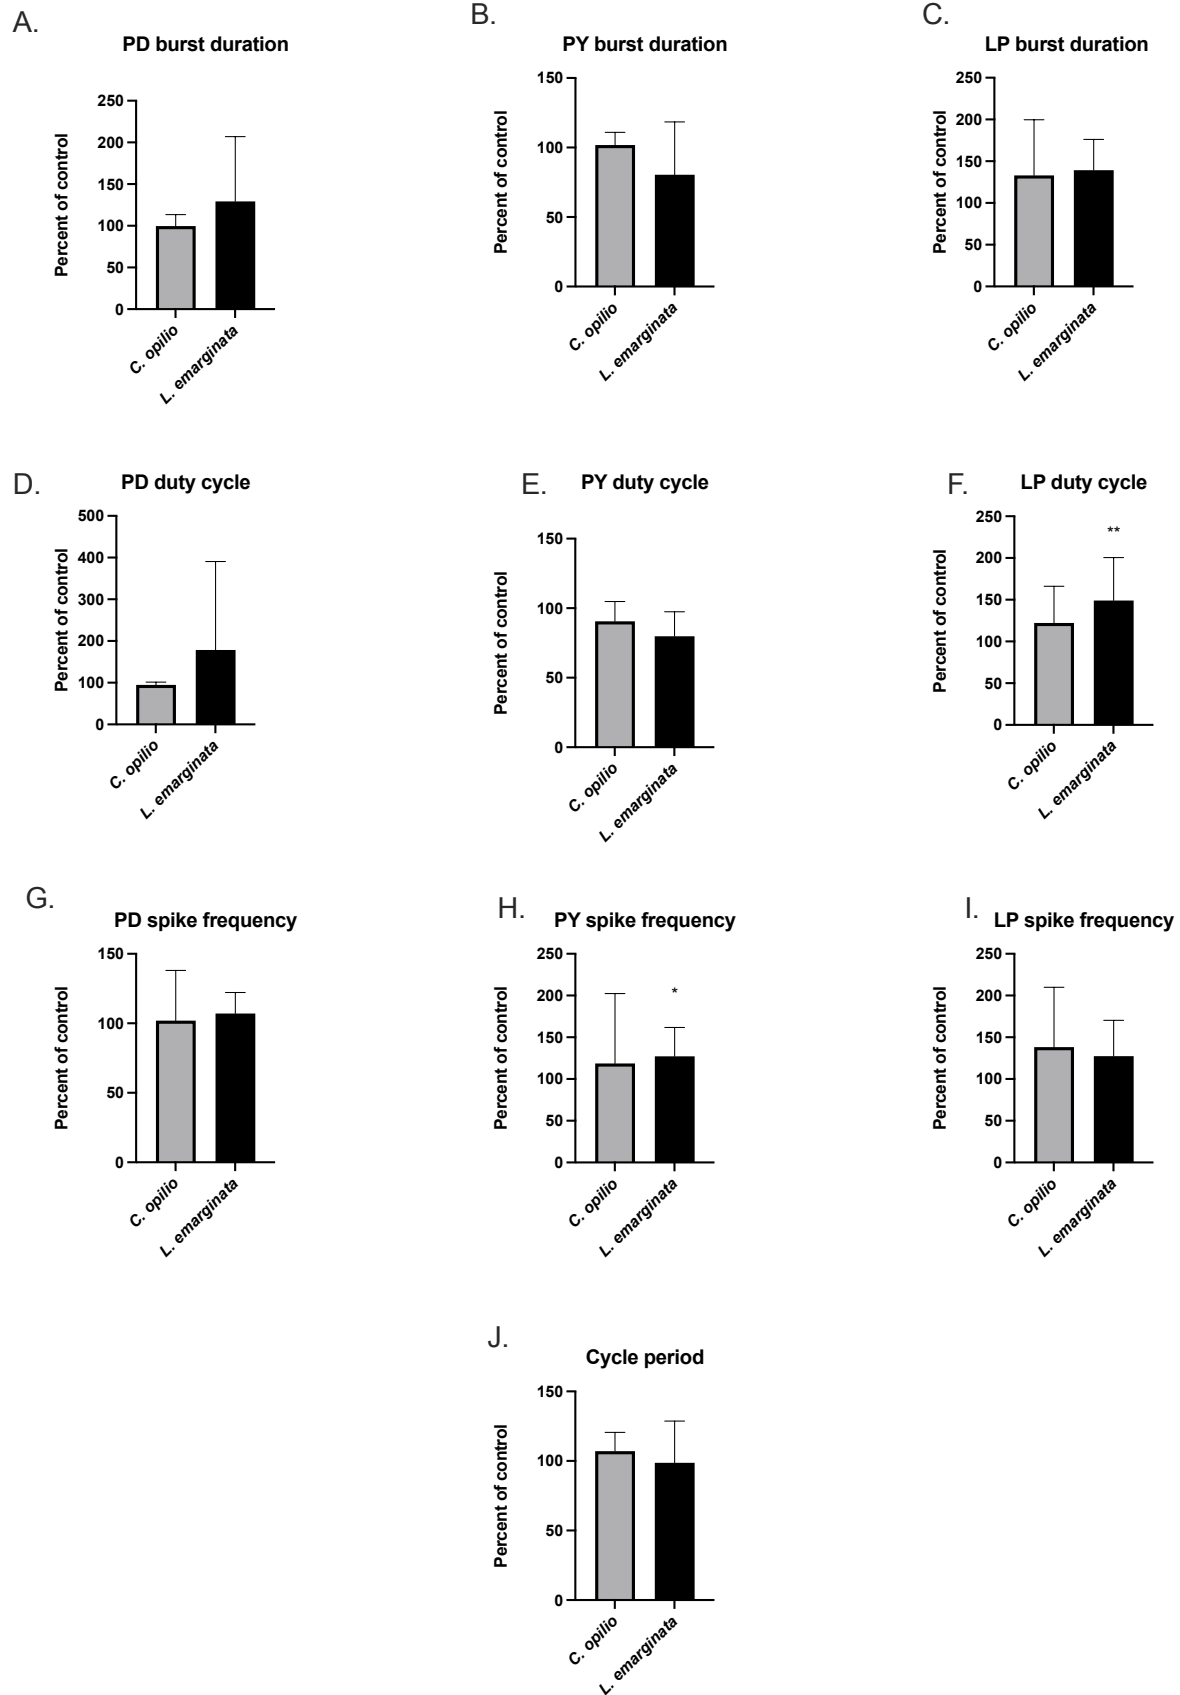 A.
PD burst duration
Percent of control
250
200
150
100
50
0
C. opilio
L. emarginata
B.
PY burst duration
Percent of control
150
100
50
0
C. opilio
L. emarginata
C.
LP burst duration
Percent of control
250
200
150
100
50
0
C. opilio
L. emarginata
D.
PD duty cycle
Percent of control
500
400
300
200
100
0
C. opilio
L. emarginata
E.
PY duty cycle
Percent of control
150
100
50
0
C. opilio
L. emarginata
F.
LP duty cycle
Percent of control
250
200
150
100
50
0
**
C. opilio
L. emarginata
G.
PD spike frequency
Percent of control
150
100
50
0
C. opilio
L. emarginata
H.
PY spike frequency
Percent of control
250
200
150
100
50
0
*
C. opilio
L. emarginata
I.
LP spike frequency
Percent of control
250
200
150
100
50
0
C. opilio
L. emarginata
J.
Cycle period
Percent of control
150
100
50
0
C. opilio
L. emarginata